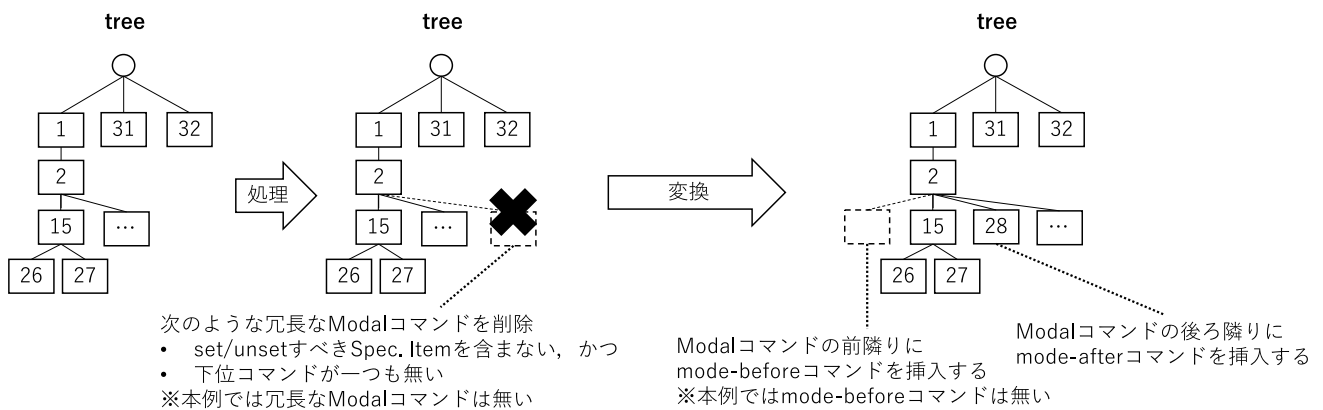 tree
tree
tree
1
31
32
2
15
…
26
27
処理
1
31
32
2
15
…
26
27
変換
1
31
32
2
15
28
…
26
27
次のような冗長なModalコマンドを削除
• set/unsetすべきSpec. Itemを含まない，かつ
• 下位コマンドが一つも無い
※本例では冗長なModalコマンドは無い
Modalコマンドの前隣りに
mode-beforeコマンドを挿入する
※本例ではmode-beforeコマンドは無い
Modalコマンドの後ろ隣りに
mode-afterコマンドを挿入する